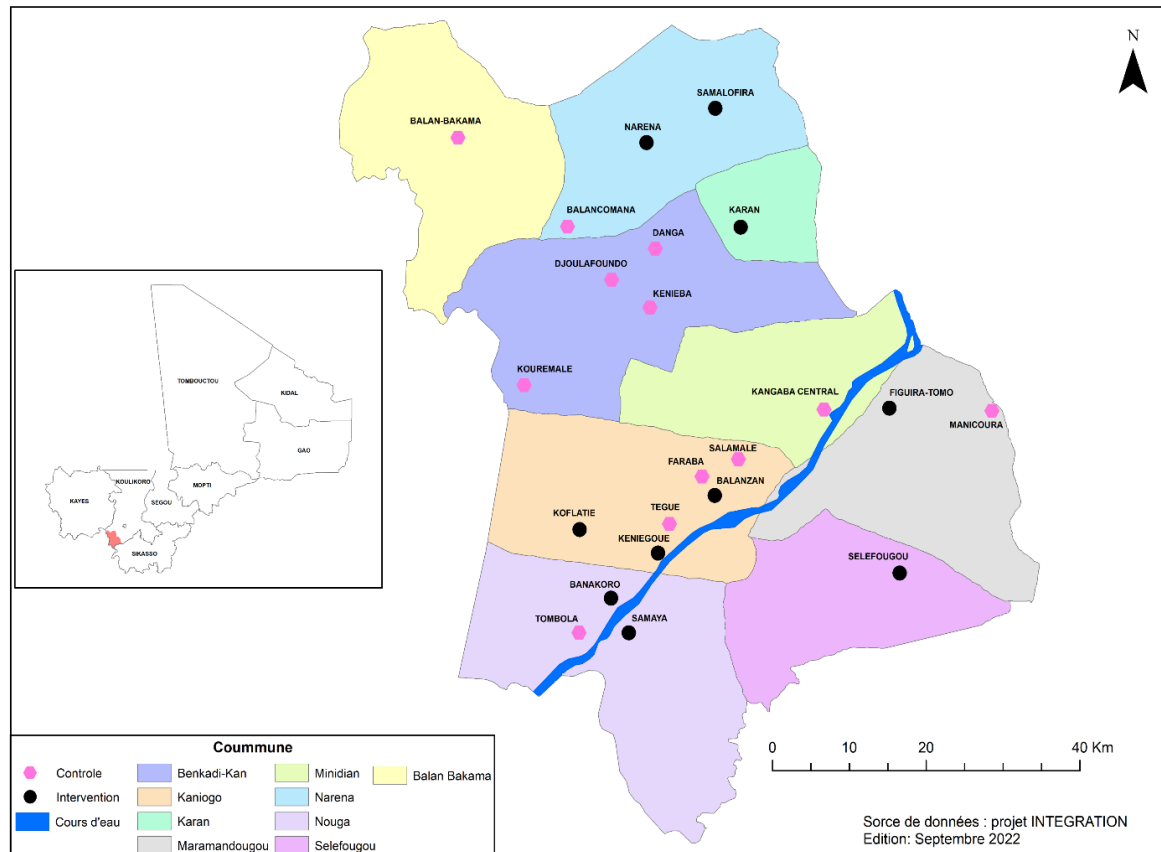 N
SAMALOFIRA
BALAN-BAKAMA
NARENA
BALANCOMANA
KARAN
DANGA
DJOULAFOUNDO
KENIEBA
KOUREMALE
KANGABA CENTRAL
FIGUIRA-TOMO
MANICOURA
SALAMALE
FARABA
BALANZAN
TEGUE
KOFLATIE
KENIEGOUE
SELEFOUGOU
BANAKORO
TOMBOLA
SAMAYA
TOMBOUCTOU
KIDAL
GAO
MOPTI
KOULIKORO
KAYES
SEGOU
SIKASSO
Coummune
Controle
Intervention
Cours d'eau
Benkadi-Kan
Kaniogo
Karan
Maramandougou
Minidian
Narena
Nouga
Selefougou
Balan Bakama
0 10 20 40 Km
Sorce de données : projet INTEGRATION
Edition: Septembre 2022